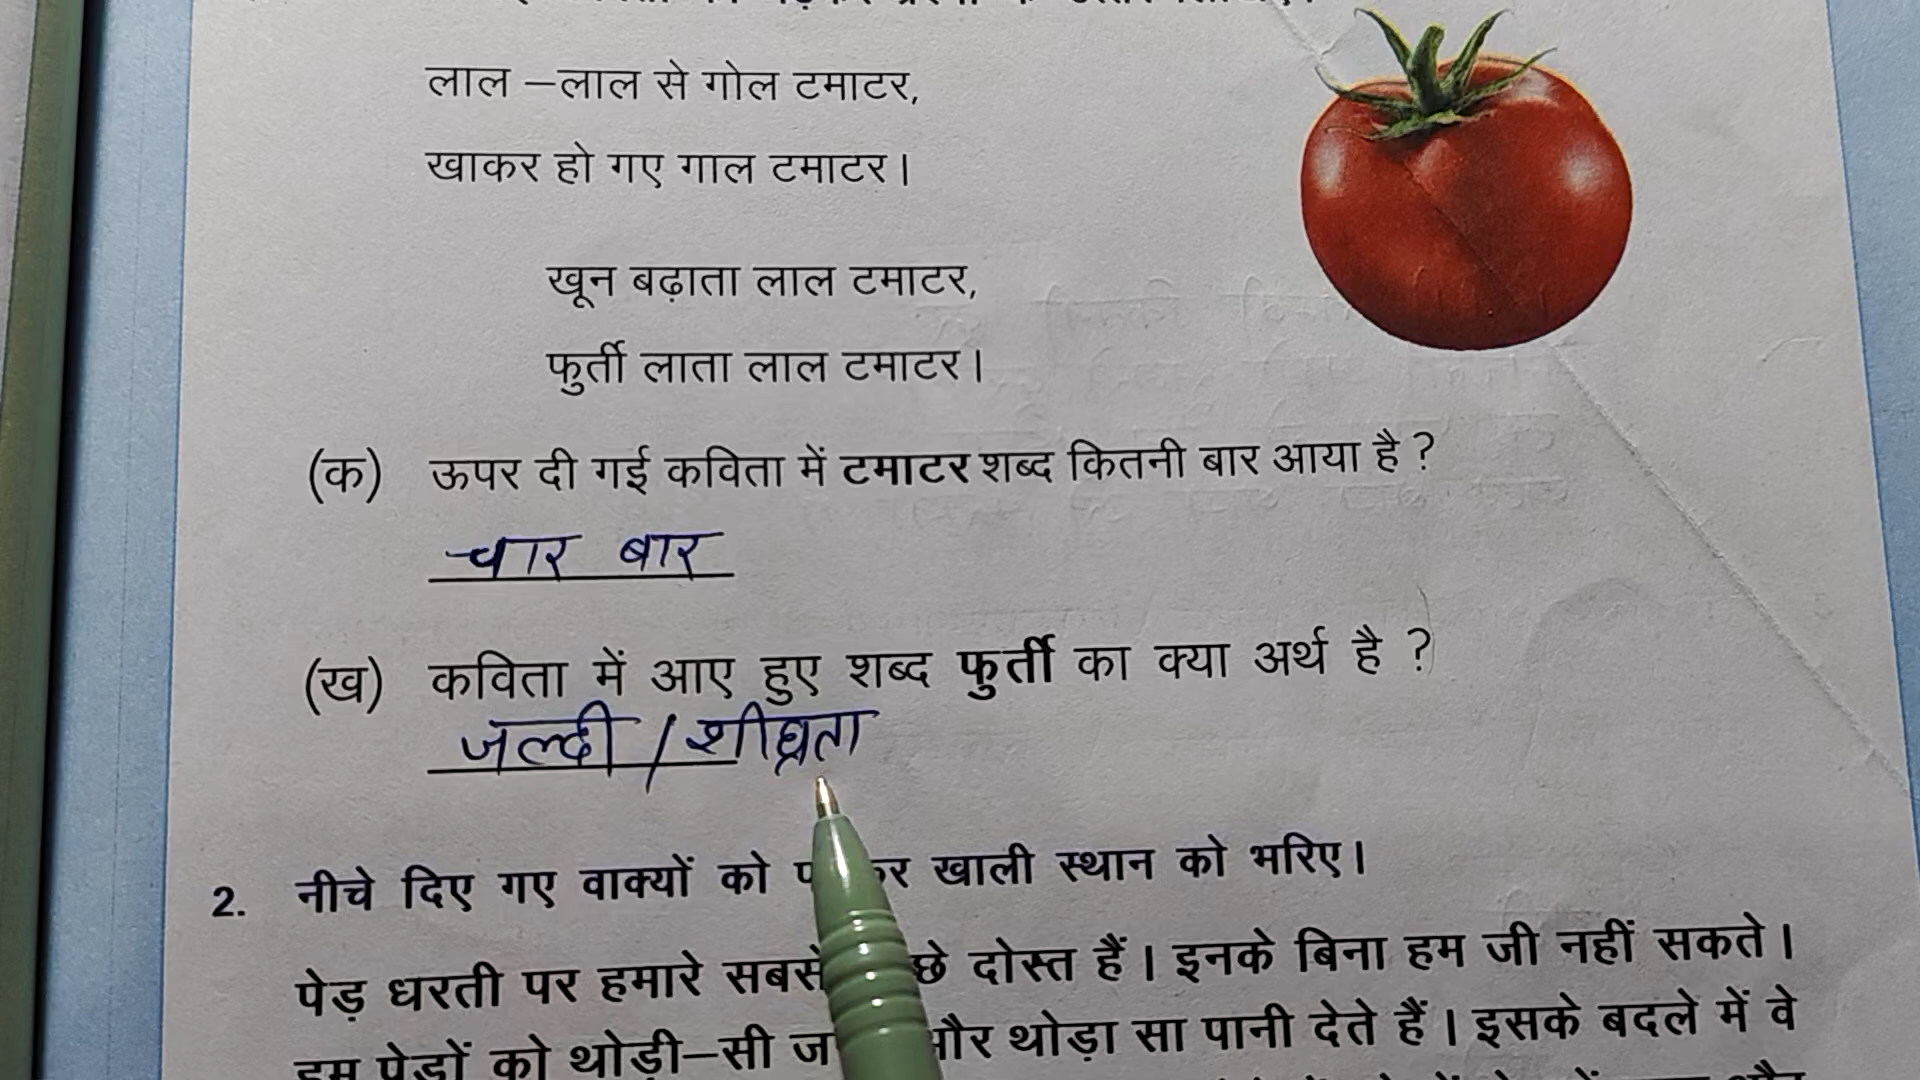 लाल –लाल से गोल टमाटर,
खाकर हो गए गाल टमाटर।
खून बढ़ाता लाल टमाटर,
फुर्ती लाता लाल टमाटर।
(क) ऊपर दी गई कविता में टमाटर शब्द कितनी बार आया है ?
चार बार
(ख) कविता में आए हुए शब्द फुर्ती का क्या अर्थ है ?
जल्दी / शीघ्रता
2. नीचे दिए गए वाक्यों को खाली स्थान को भरिए।
पेड़ धरती पर हमारे सबसे दोस्त हैं। इनके बिना हम जी नहीं सकते।
हम पेड़ों को थोड़ी–सी और थोड़ा सा पानी देते हैं। इसके बदले में वे